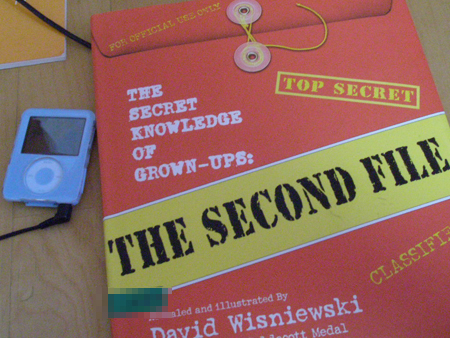 FOR OFFICIAL USE ONLY
TOP SECRET
THE
SECRET
KNOWLEDGE
OF
GROWN-UPS:
THE SECOND FILE
CLASSIFI
illustrated By
David Wisniewski
Medal